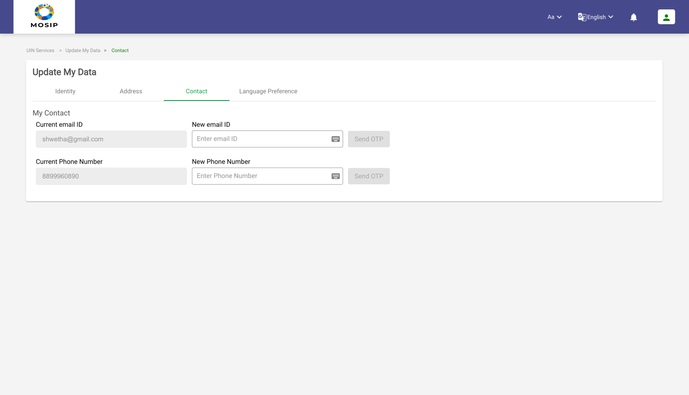 MOSIP
Aa
English
UIN Services > Update My Data > Contact
Update My Data
Identity Address Contact Language Preference
My Contact
Current email ID New email ID
shwetha@gmail.com Enter email ID Send OTP
Current Phone Number New Phone Number
8899960890 Enter Phone Number Send OTP